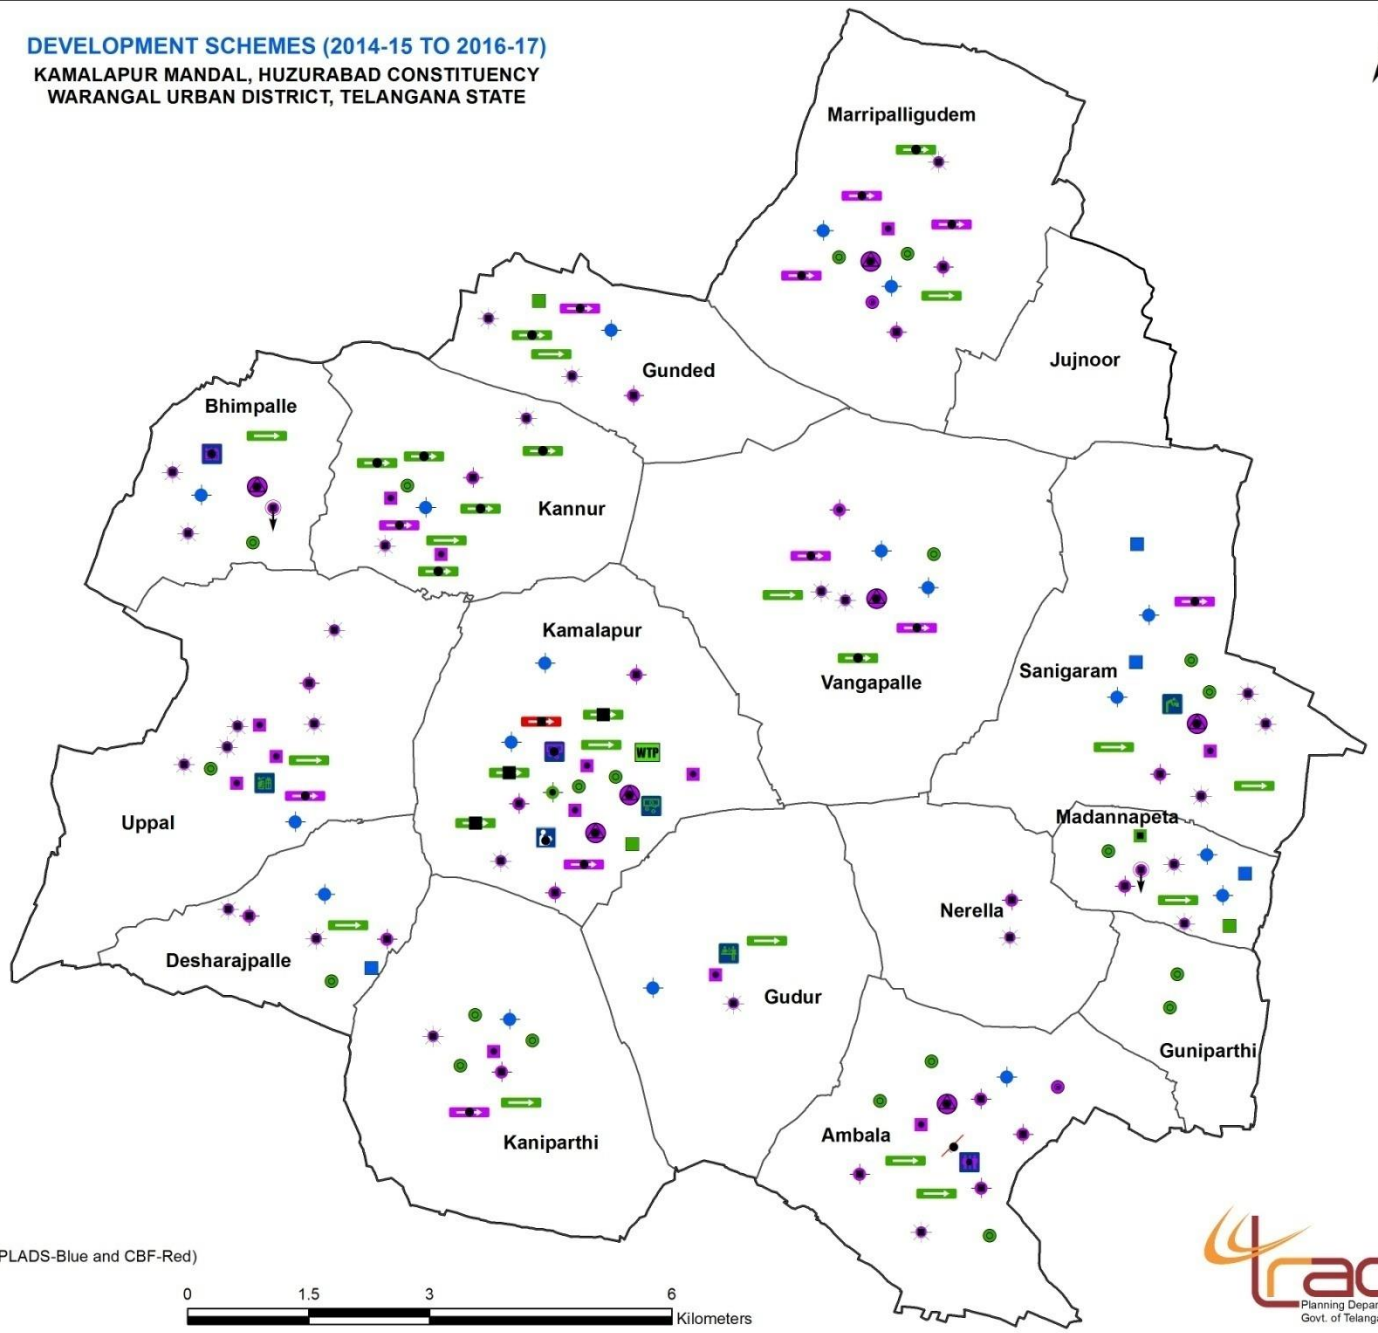 DEVELOPMENT SCHEMES (2014-15 TO 2016-17)
KAMALAPUR MANDAL, HUZURABAD CONSTITUENCY
WARANGAL URBAN DISTRICT, TELANGANA STATE
Marripalligudem
Jujnoor
Gunded
Bhimpalle
Kannur
Kamalapur
Vangapalle
Sanigaram
WTP
Uppal
Madannapeta
Nerella
Desharajpalle
Gudur
Guniparthi
Kaniparthi
Ambala
PLADS-Blue and CBF-Red)
0 1.5 3 6
Kilometers
trac
Planning Depar
Govt. of Telanga